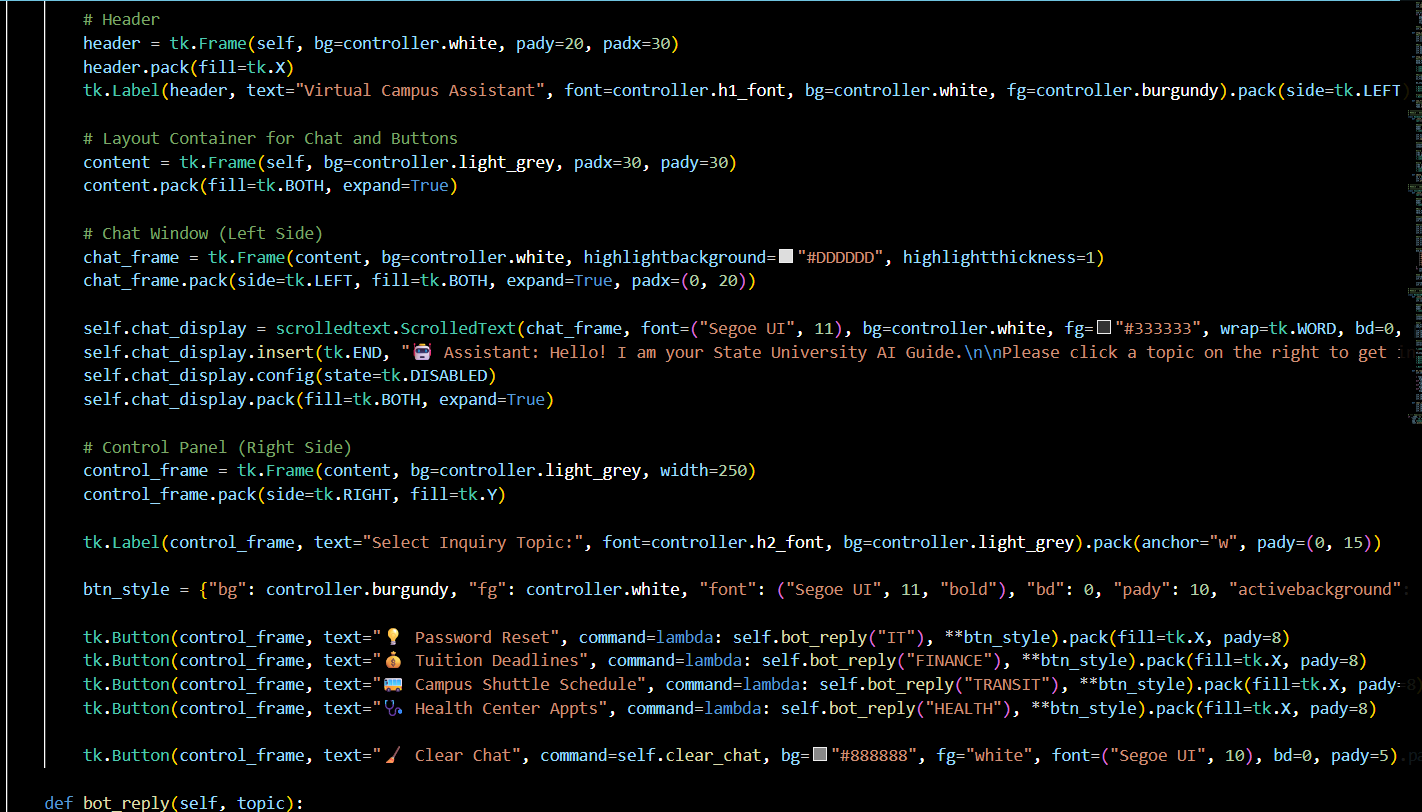 # Header
header = tk.Frame(self, bg=controller.white, pady=20, padx=30)
header.pack(fill=tk.X)
tk.Label(header, text="Virtual Campus Assistant", font=controller.h1_font, bg=controller.white, fg=controller.burgundy).pack(side=tk.LEFT)
# Layout Container for Chat and Buttons
content = tk.Frame(self, bg=controller.light_grey, padx=30, pady=30)
content.pack(fill=tk.BOTH, expand=True)
# Chat Window (Left Side)
chat_frame = tk.Frame(content, bg=controller.white, highlightbackground="#DDDDDD", highlightthickness=1)
chat_frame.pack(side=tk.LEFT, fill=tk.BOTH, expand=True, padx=(0, 20))
self.chat_display = scrolledtext.ScrolledText(chat_frame, font=("Segoe UI", 11), bg=controller.white, fg="#333333", wrap=tk.WORD, bd=0,
self.chat_display.insert(tk.END, "🤖 Assistant: Hello! I am your State University AI Guide.\n\nPlease click a topic on the right to get
self.chat_display.config(state=tk.DISABLED)
self.chat_display.pack(fill=tk.BOTH, expand=True)
# Control Panel (Right Side)
control_frame = tk.Frame(content, bg=controller.light_grey, width=250)
control_frame.pack(side=tk.RIGHT, fill=tk.Y)
tk.Label(control_frame, text="Select Inquiry Topic:", font=controller.h2_font, bg=controller.light_grey).pack(anchor="w", pady=(0, 15))
btn_style = {"bg": controller.burgundy, "fg": controller.white, "font": ("Segoe UI", 11, "bold"), "bd": 0, "pady": 10, "activebackground":
tk.Button(control_frame, text="💡 Password Reset", command=lambda: self.bot_reply("IT"), **btn_style).pack(fill=tk.X, pady=8)
tk.Button(control_frame, text="💰 Tuition Deadlines", command=lambda: self.bot_reply("FINANCE"), **btn_style).pack(fill=tk.X, pady=8)
tk.Button(control_frame, text="🚌 Campus Shuttle Schedule", command=lambda: self.bot_reply("TRANSIT"), **btn_style).pack(fill=tk.X, pady=8)
tk.Button(control_frame, text="🩺 Health Center Appts", command=lambda: self.bot_reply("HEALTH"), **btn_style).pack(fill=tk.X, pady=8)
tk.Button(control_frame, text="🧹 Clear Chat", command=self.clear_chat, bg="#888888", fg="white", font=("Segoe UI", 10), bd=0, pady=5)
def bot_reply(self, topic):